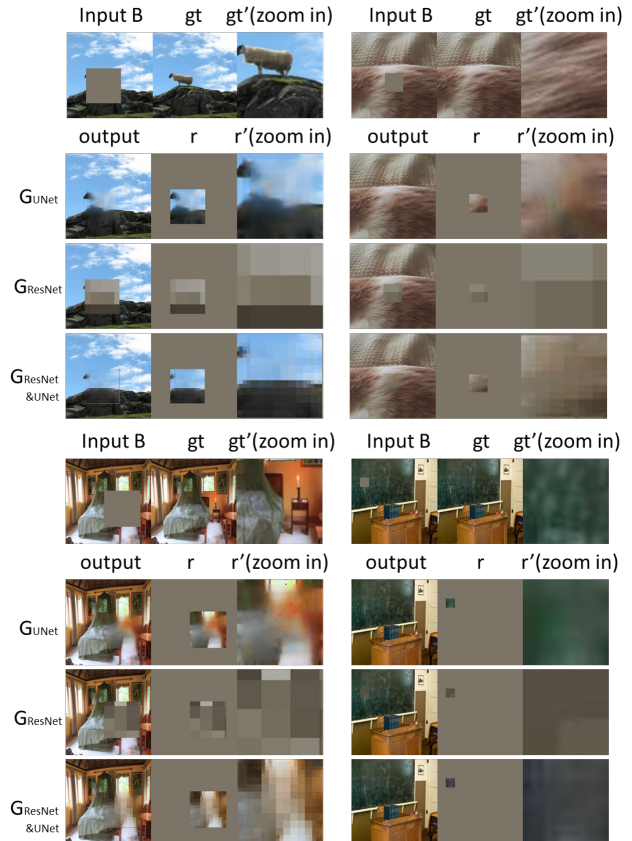 Input B gt gt’(zoom in) Input B gt gt’(zoom in)
output r r’(zoom in) output r r’(zoom in)
GUNet
GResNet
GResNet
&UNet
Input B gt gt’(zoom in) Input B gt gt’(zoom in)
output r r’(zoom in) output r r’(zoom in)
GUNet
GResNet
GResNet
&UNet